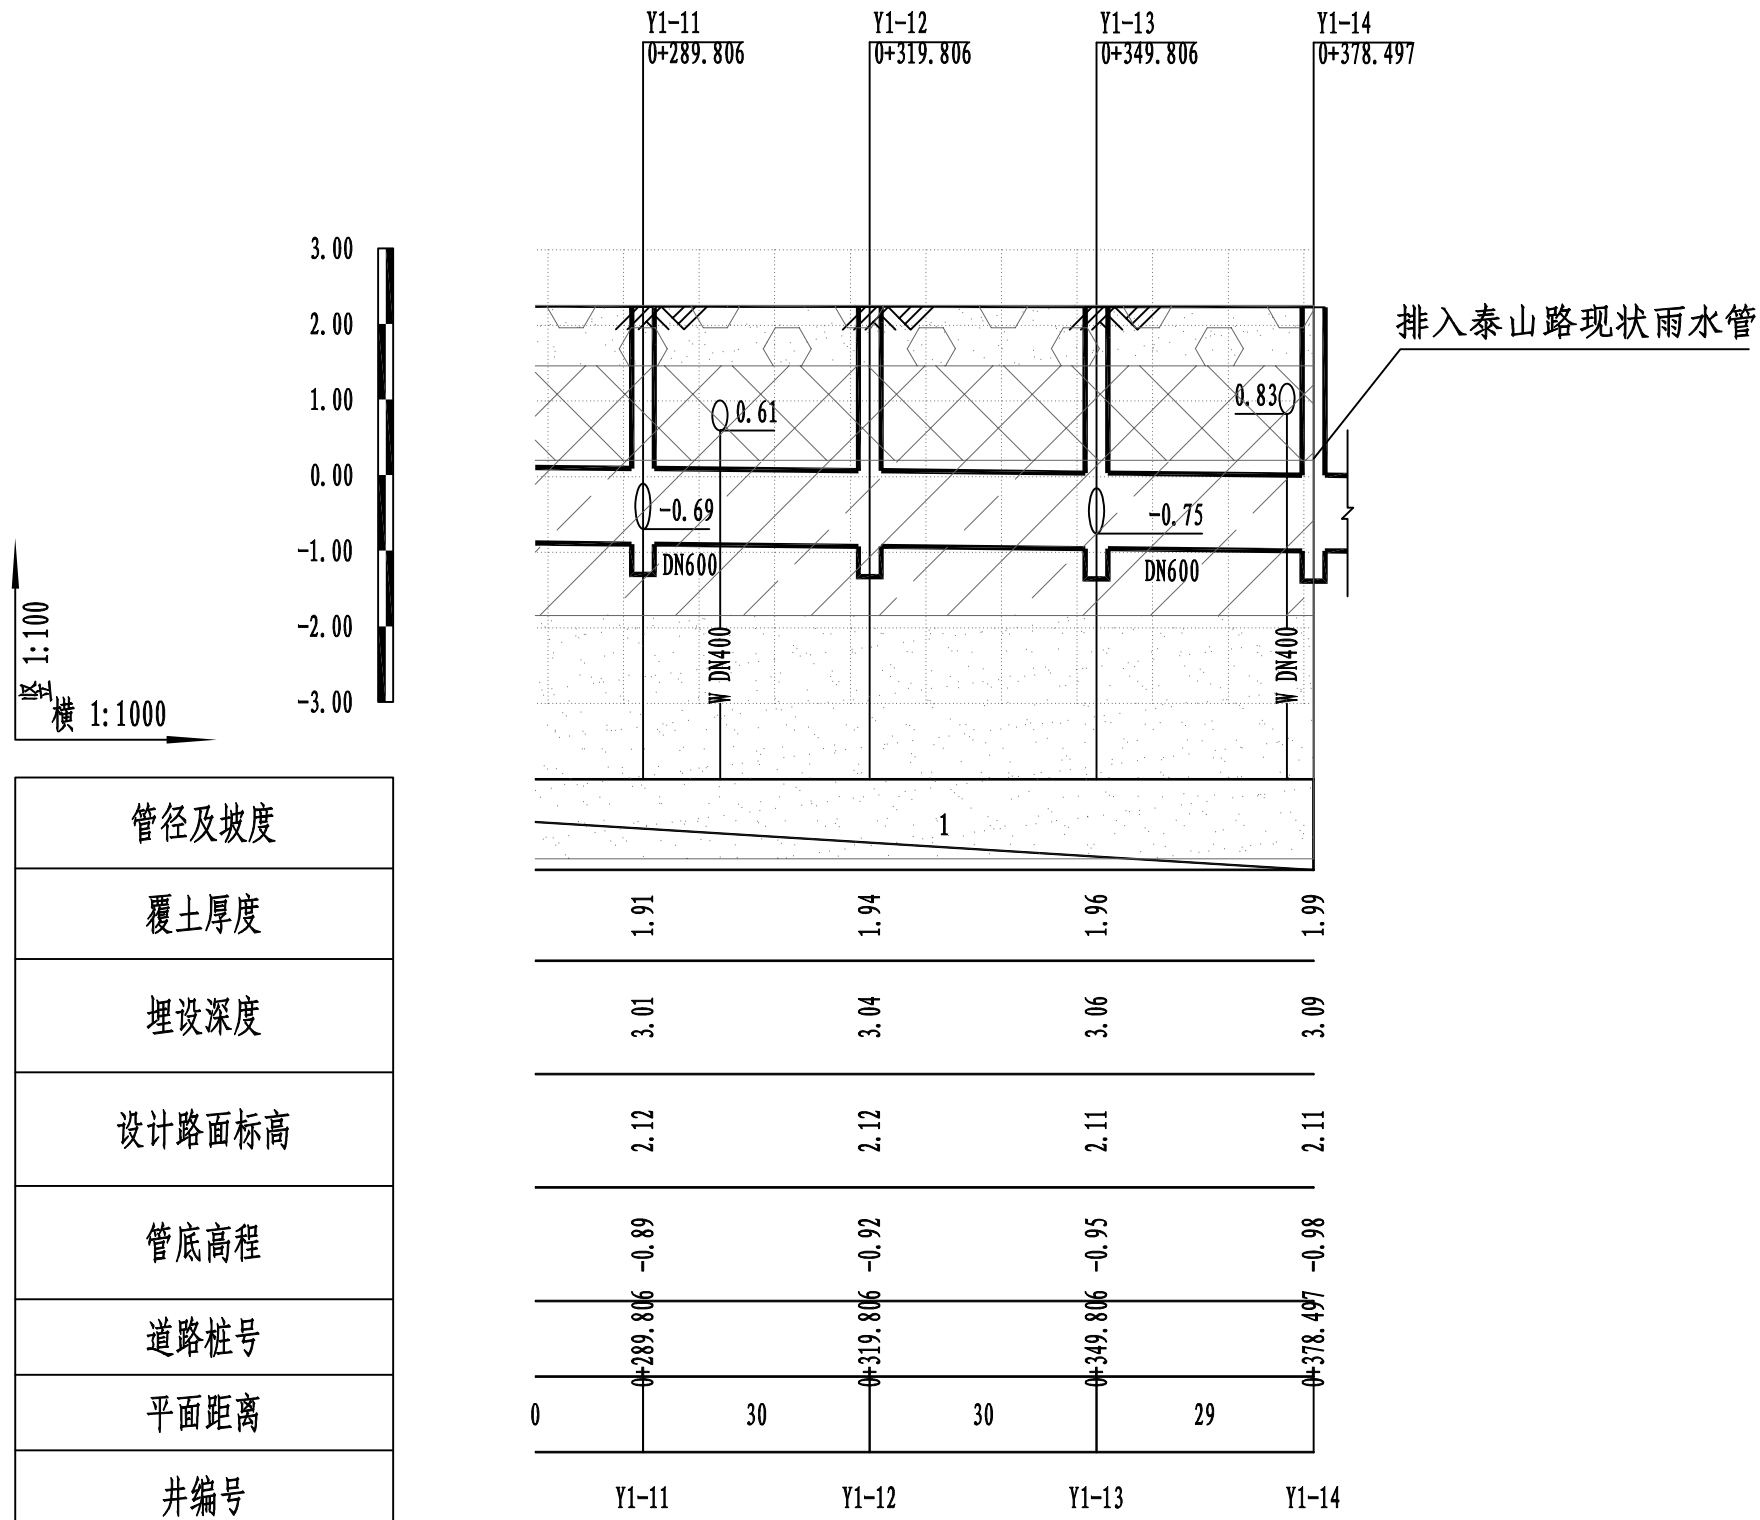 Y1-11
0+289.806
Y1-12
0+319.806
Y1-13
0+349.806
Y1-14
0+378.497
3.00
2.00
1.00
0.00
-1.00
-2.00
-3.00
竖 1:100
横 1:1000
排入泰山路现状雨水管
0.61
0.83
-0.69
-0.75
DN600
DN600
W DN400
W DN400
管径及坡度
1
覆土厚度
1.91
1.94
1.96
1.99
埋设深度
3.01
3.04
3.06
3.09
设计路面标高
2.12
2.12
2.11
2.11
管底高程
-0.89
-0.92
-0.95
-0.98
道路桩号
0+289.806
0+319.806
0+349.806
0+378.497
平面距离
0
30
30
29
井编号
Y1-11
Y1-12
Y1-13
Y1-14